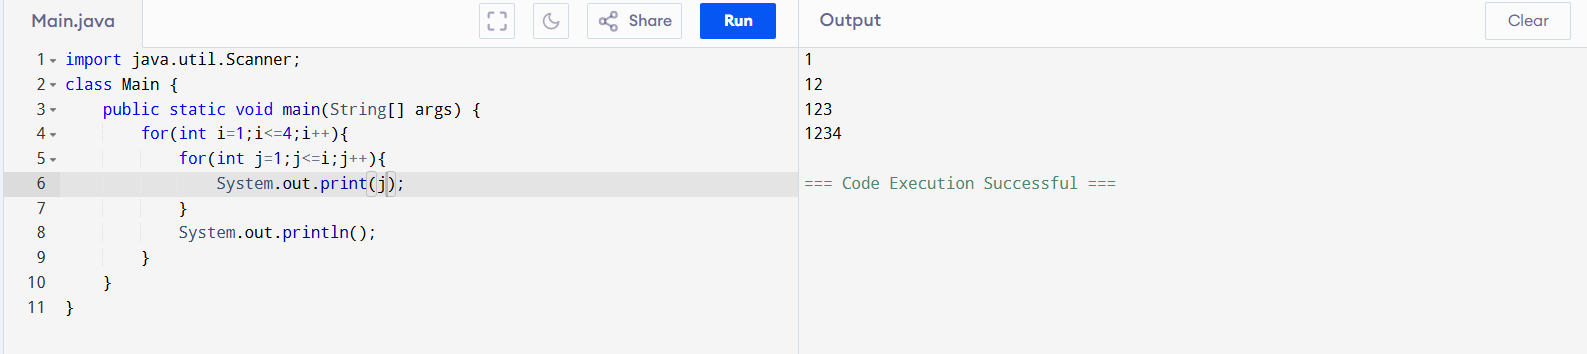 Main.java Share Run Output Clear
1 import java.util.Scanner;
2 class Main {
3 public static void main(String[] args) {
4 for(int i=1;i<=4;i++){
5 for(int j=1;j<=i;j++){
6 System.out.print(j);
7 }
8 System.out.println();
9 }
10 }
11 }
1
12
123
1234
=== Code Execution Successful ===